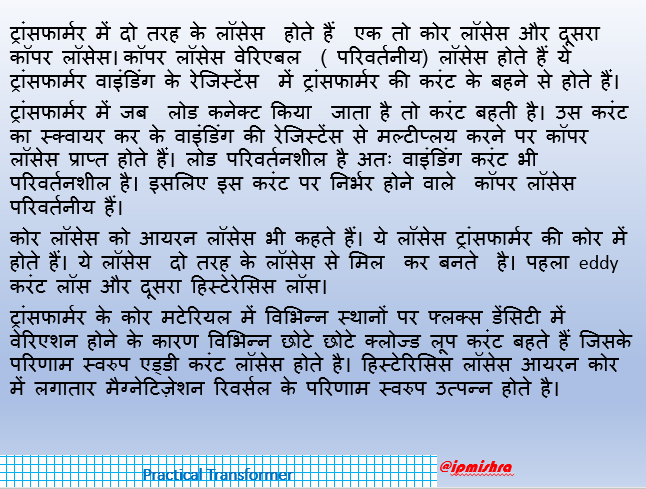 ट्रांसफार्मर में दो तरह के लॉसेस होते हैं एक तो कोर लॉसेस और दूसरा
कॉपर लॉसेस। कॉपर लॉसेस वेरिएबल ( परिवर्तनीय) लॉसेस होते हैं ये
ट्रांसफार्मर वाइंडिंग के रेजिस्टेंस में ट्रांसफार्मर की करंट के बहने से होते हैं।
ट्रांसफार्मर में जब लोड कनेक्ट किया जाता है तो करंट बहती है। उस करंट
का स्क्वायर कर के वाइंडिंग की रेजिस्टेंस से मल्टीप्लय करने पर कॉपर
लॉसेस प्राप्त होते हैं। लोड परिवर्तनशील है अतः वाइंडिंग करंट भी
परिवर्तनशील है। इसलिए इस करंट पर निर्भर होने वाले कॉपर लॉसेस
परिवर्तनीय हैं।
कोर लॉसेस को आयरन लॉसेस भी कहते हैं। ये लॉसेस ट्रांसफार्मर की कोर में
होते हैं। ये लॉसेस दो तरह के लॉसेस से मिल कर बनते है। पहला eddy
करंट लॉस और दूसरा हिस्टेरेसिस लॉस।
ट्रांसफार्मर के कोर मटेरियल में विभिन्न स्थानों पर फ्लक्स डेंसिटी में
वेरिएशन होने के कारण विभिन्न छोटे छोटे क्लोज्ड लूप करंट बहते हैं जिसके
परिणाम स्वरुप एड्डी करंट लॉसेस होते है। हिस्टेरिसिस लॉसेस आयरन कोर
में लगातार मैग्नेटिज़ेशन रिवर्सल के परिणाम स्वरुप उत्पन्न होते है।
Practical Transformer
@ipmishra